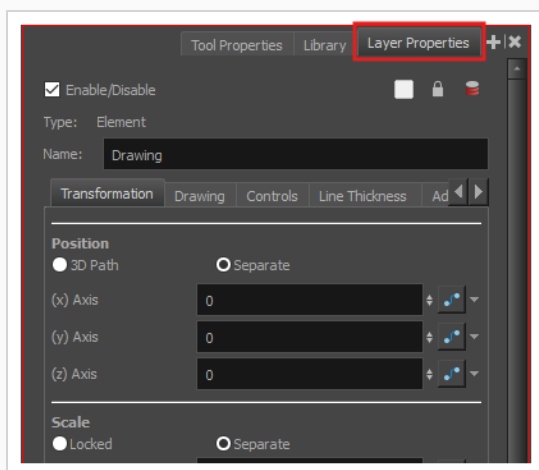 Tool Properties Library Layer Properties
Enable/Disable
Type: Element
Name: Drawing
Transformation Drawing Controls Line Thickness Ad
Position
3D Path Separate
(x) Axis 0
(y) Axis 0
(z) Axis 0
Scale
Locked Separate